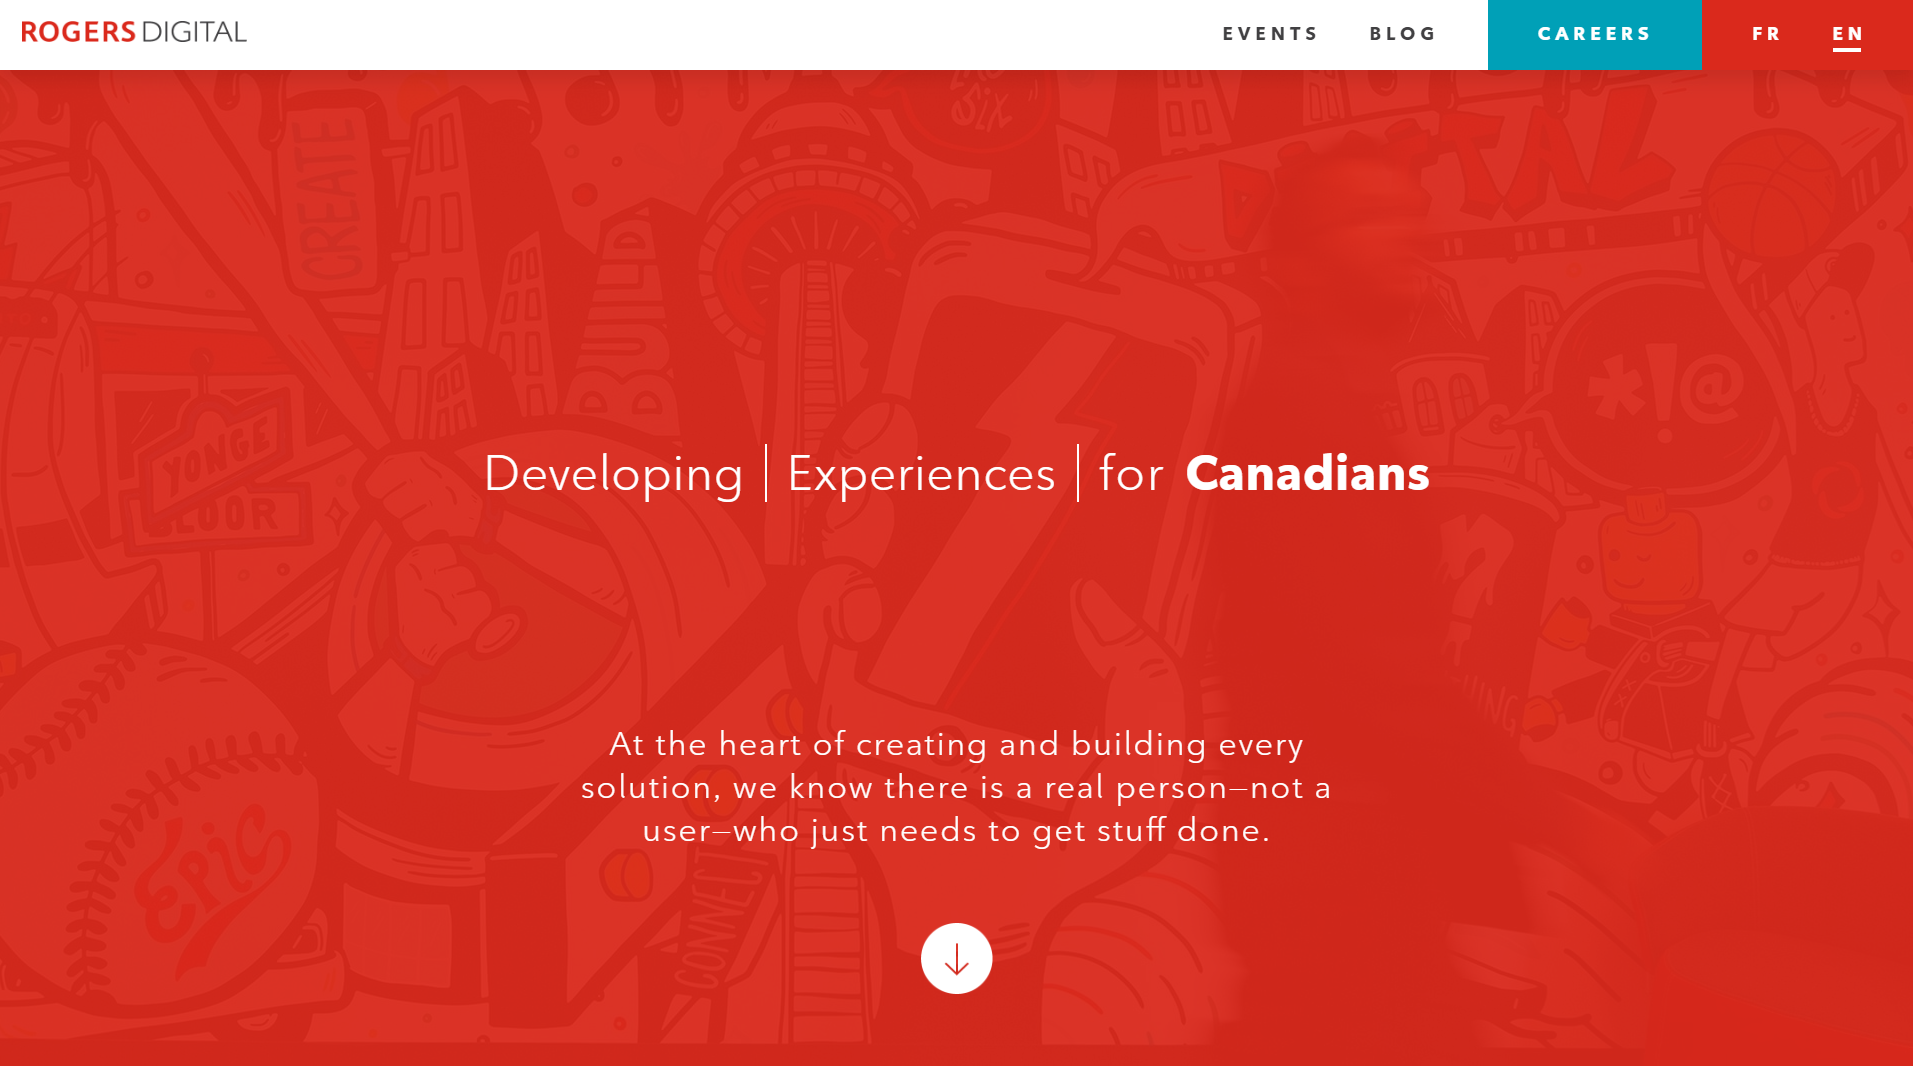 ROGERS DIGITAL
EVENTS
BLOG
CAREERS
FR
EN
CREATE
BUILD
TAL
*!@
YONGE
BLOOR
Developing | Experiences | for Canadians
At the heart of creating and building every
solution, we know there is a real person—not a
user—who just needs to get stuff done.
EPiC
CONNECT